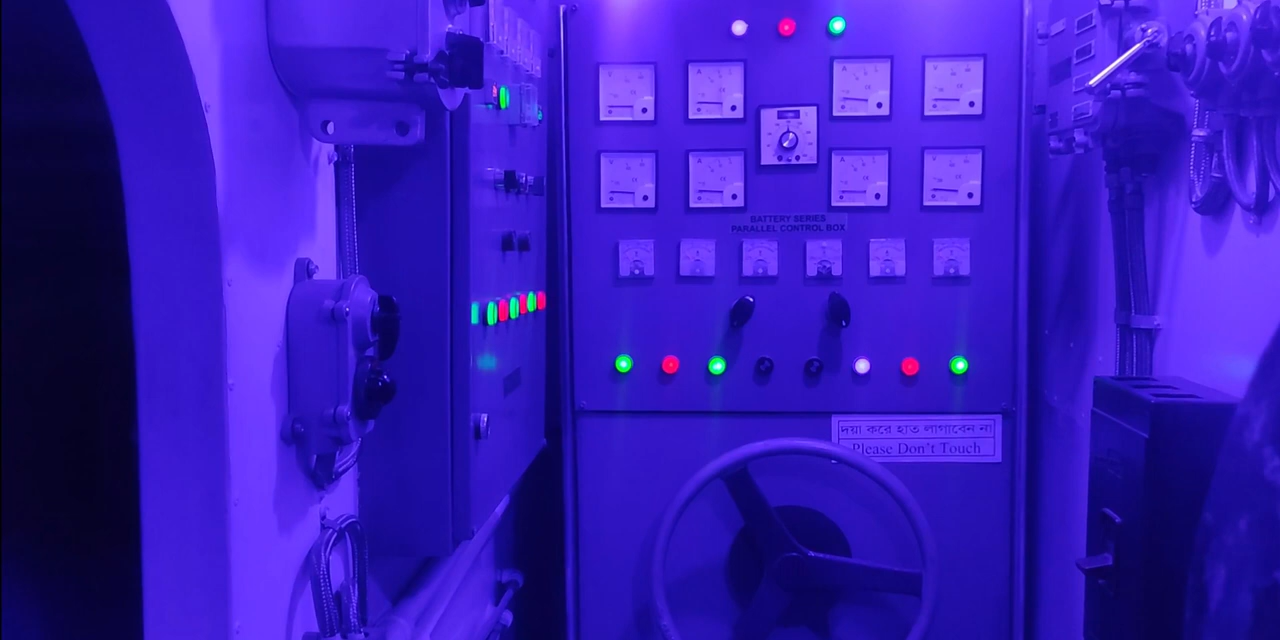 BATTERY SERIES
PARALLEL CONTROL BOX
দয়া করে হাত লাগাবেন না
Please Don't Touch